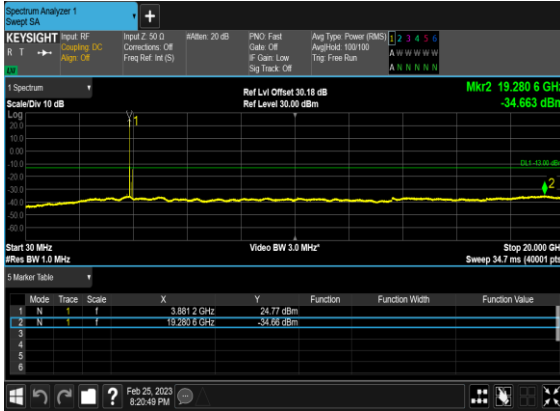 Spectrum Analyzer 1
Swept SA
+
KEYSIGHT Input: RF Input Z: 50 Ω #Atten: 20 dB PNO: Fast Avg Type: Power (RMS) 1 2 3 4 5 6
R T Coupling: DC Corrections: Off Gate: Off Avg|Hold: 100/100 A W W W W W
Align: Off Freq Ref: Int (S) IF Gain: Low Trig: Free Run
Sig Track: Off A N N N N N
1 Spectrum Ref Lvl Offset 30.18 dB Mkr2 19.280 6 GHz
Scale/Div 10 dB Ref Level 30.00 dBm -34.663 dBm
Log
1
20.0
10.0
0.00
-10.0
DL1 -13.00 dBm
-20.0
2
-30.0
-40.0
-50.0
-60.0
Start 30 MHz Video BW 3.0 MHz* Stop 20.000 GH
#Res BW 1.0 MHz Sweep 34.7 ms (40001 pts
5 Marker Table
Mode Trace Scale X Y Function Function Width Function Value
1 N 1 f 3.881 2 GHz 24.77 dBm
2 N 1 f 19.280 6 GHz -34.66 dBm
3
4
5
6
? Feb 25, 2023
8:20:49 PM